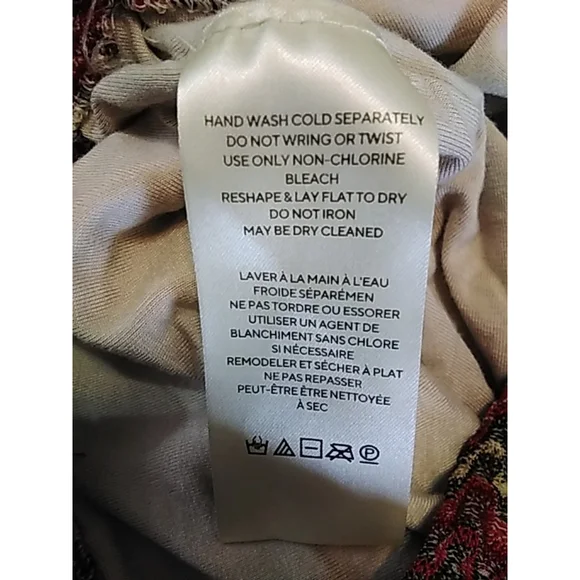 HAND WASH COLD SEPARATELY
DO NOT WRING OR TWIST
USE ONLY NON-CHLORINE
BLEACH
RESHAPE & LAY FLAT TO DRY
DO NOT IRON
MAY BE DRY CLEANED
LAVER À LA MAIN À L'EAU
FROIDE SÉPARÉMEN
NE PAS TORDRE OU ESSORER
UTILISER UN AGENT DE
BLANCHIMENT SANS CHLORE
SI NÉCESSAIRE
REMODELER ET SÉCHER À PLAT
NE PAS REPASSER
PEUT-ÊTRE ÊTRE NETTOYÉE
À SEC
P